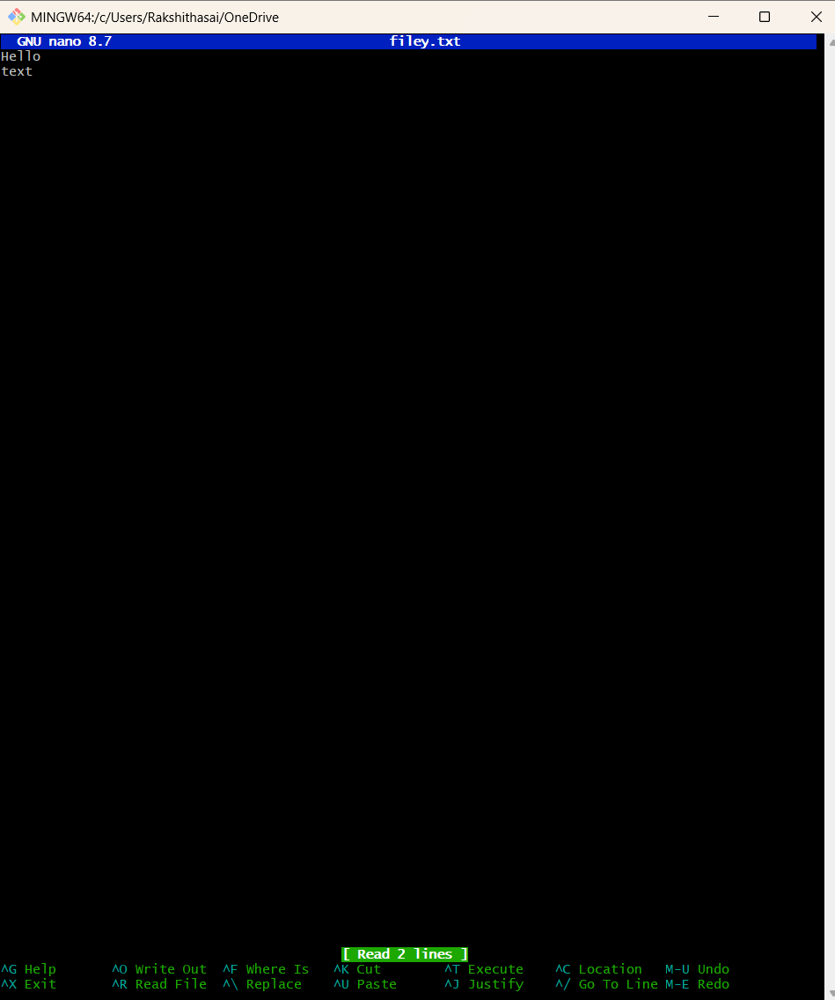 MINGW64:/c/Users/Rakshithasai/OneDrive
GNU nano 8.7 filey.txt
Hello
text
[ Read 2 lines ]
^G Help ^O Write Out ^F Where Is ^K Cut ^T Execute ^C Location M-U Undo
^X Exit ^R Read File ^\ Replace ^U Paste ^J Justify ^/ Go To Line M-E Redo